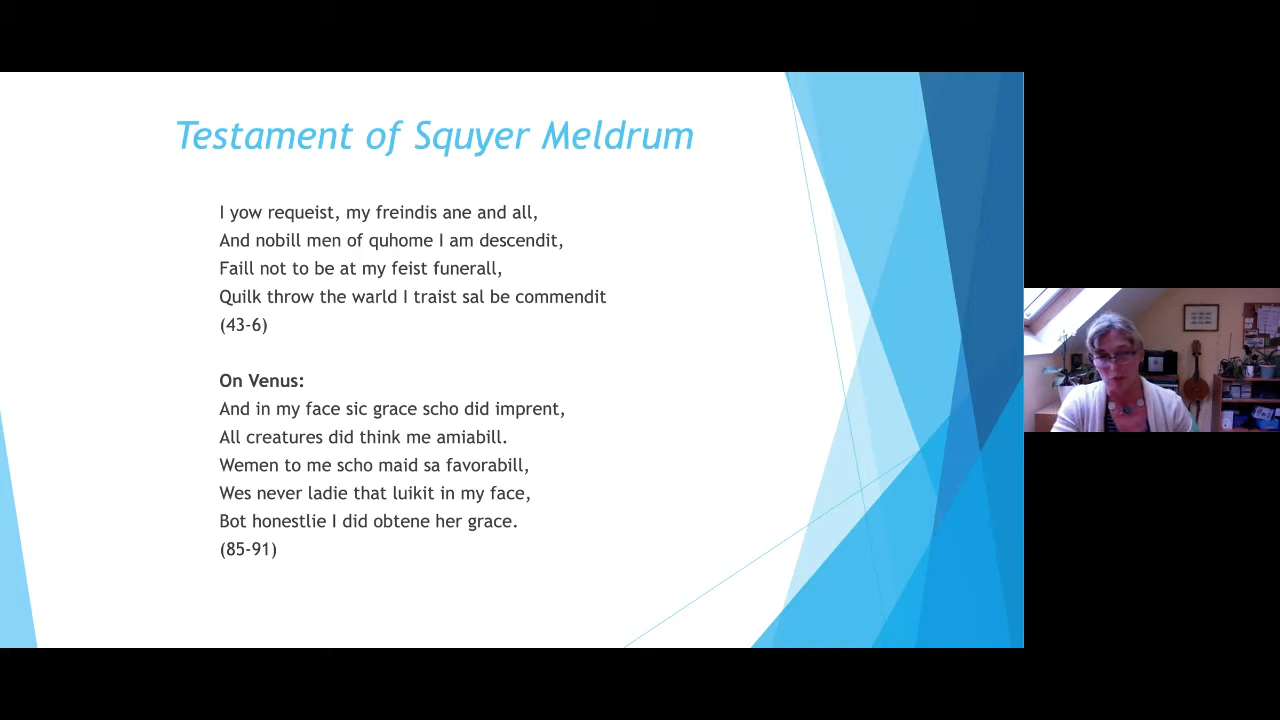 Testament of Squyer Meldrum
I yow requeist, my freindis ane and all,
And nobill men of quhome I am descendit,
Faill not to be at my feist funerall,
Quilk throw the warld I traist sal be commendit
(43-6)
On Venus:
And in my face sic grace scho did imprent,
All creatures did think me amiabill.
Wemen to me scho maid sa favorabill,
Wes never ladie that luikit in my face,
Bot honestlie I did obtene her grace.
(85-91)